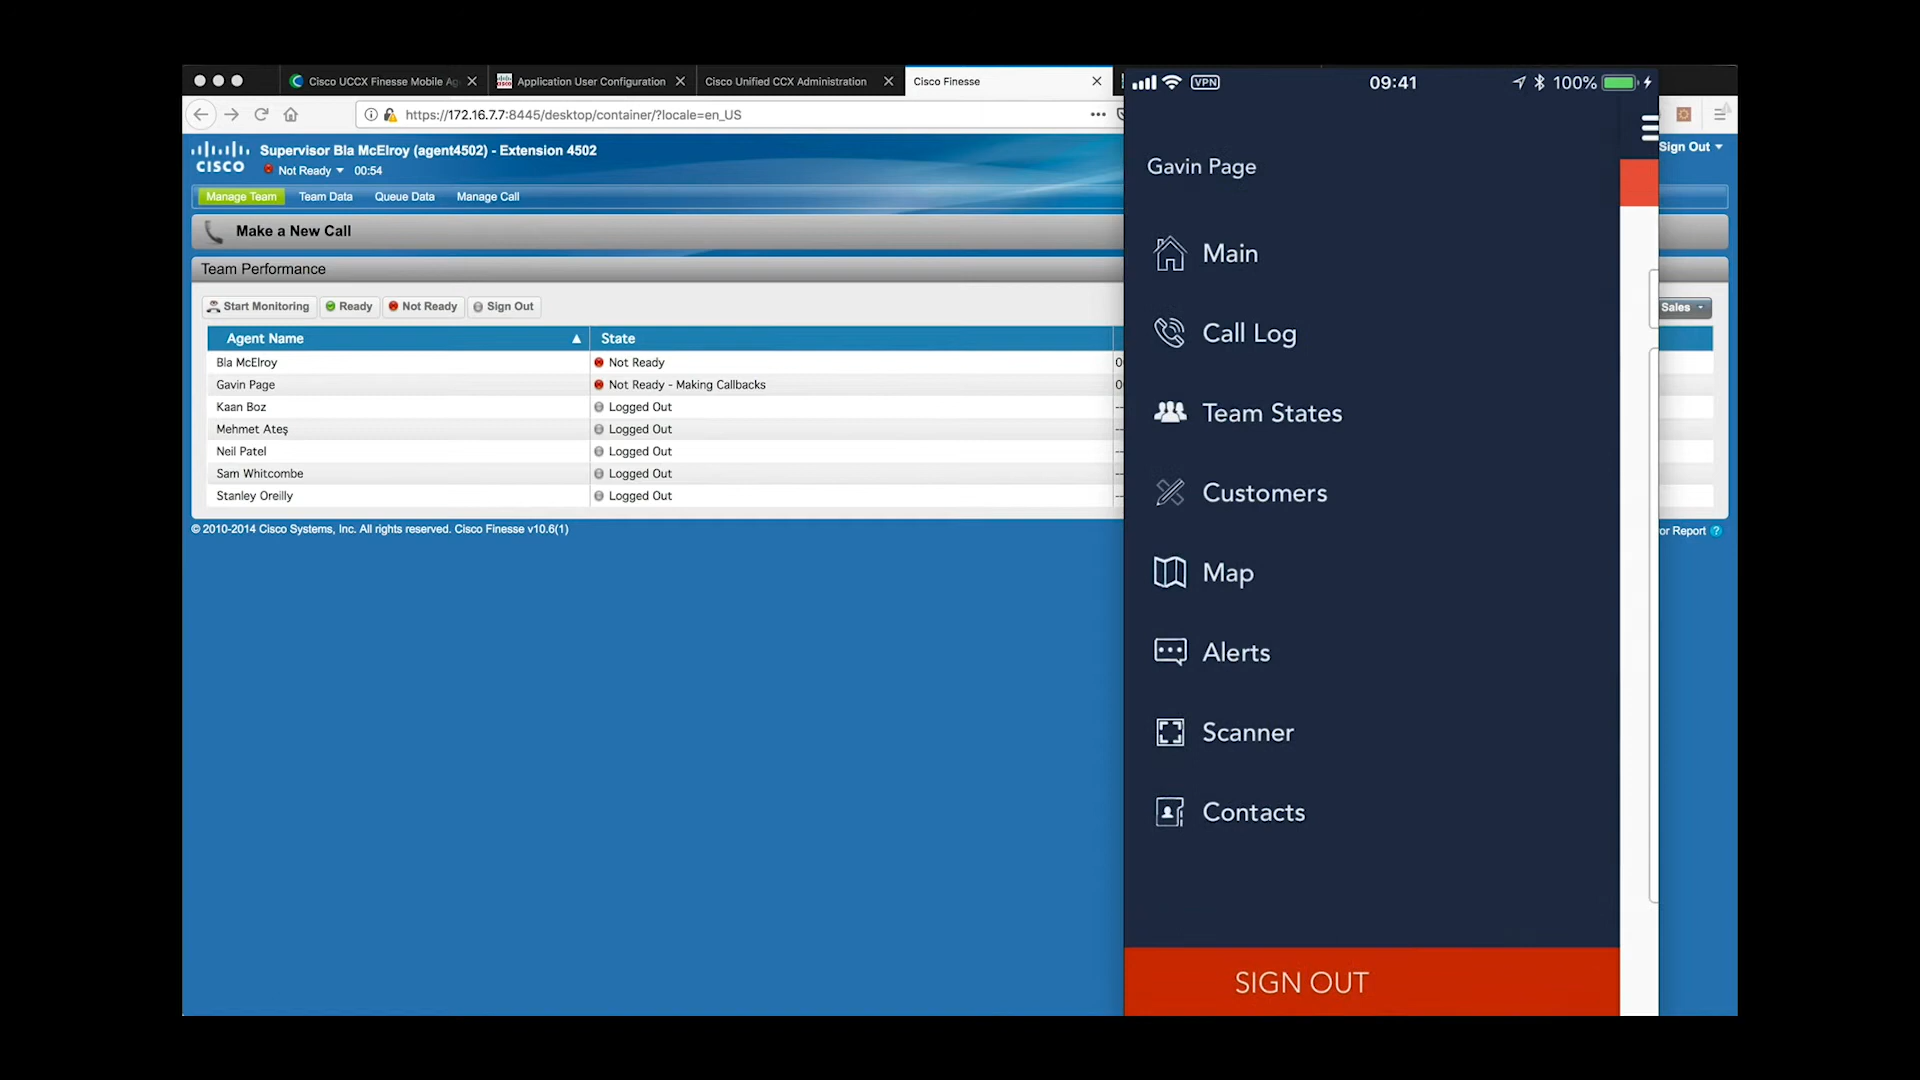 Cisco UCCX Finesse Mobile Ag
Application User Configuration
Cisco Unified CCX Administration
Cisco Finesse
https://172.16.7.7:8445/desktop/container/?locale=en_US
CISCO
Supervisor Bla McElroy (agent4502) - Extension 4502
Not Ready 00:54
Sign Out
Manage Team Team Data Queue Data Manage Call
Make a New Call
Team Performance
Start Monitoring Ready Not Ready Sign Out
Sales
Agent Name State
Bla McElroy Not Ready
Gavin Page Not Ready - Making Callbacks
Kaan Boz Logged Out
Mehmet Ateş Logged Out
Neil Patel Logged Out
Sam Whitcombe Logged Out
Stanley Oreilly Logged Out
© 2010-2014 Cisco Systems, Inc. All rights reserved. Cisco Finesse v10.6(1)
or Report ?
VPN 09:41 100%
Gavin Page
Main
Call Log
Team States
Customers
Map
Alerts
Scanner
Contacts
SIGN OUT